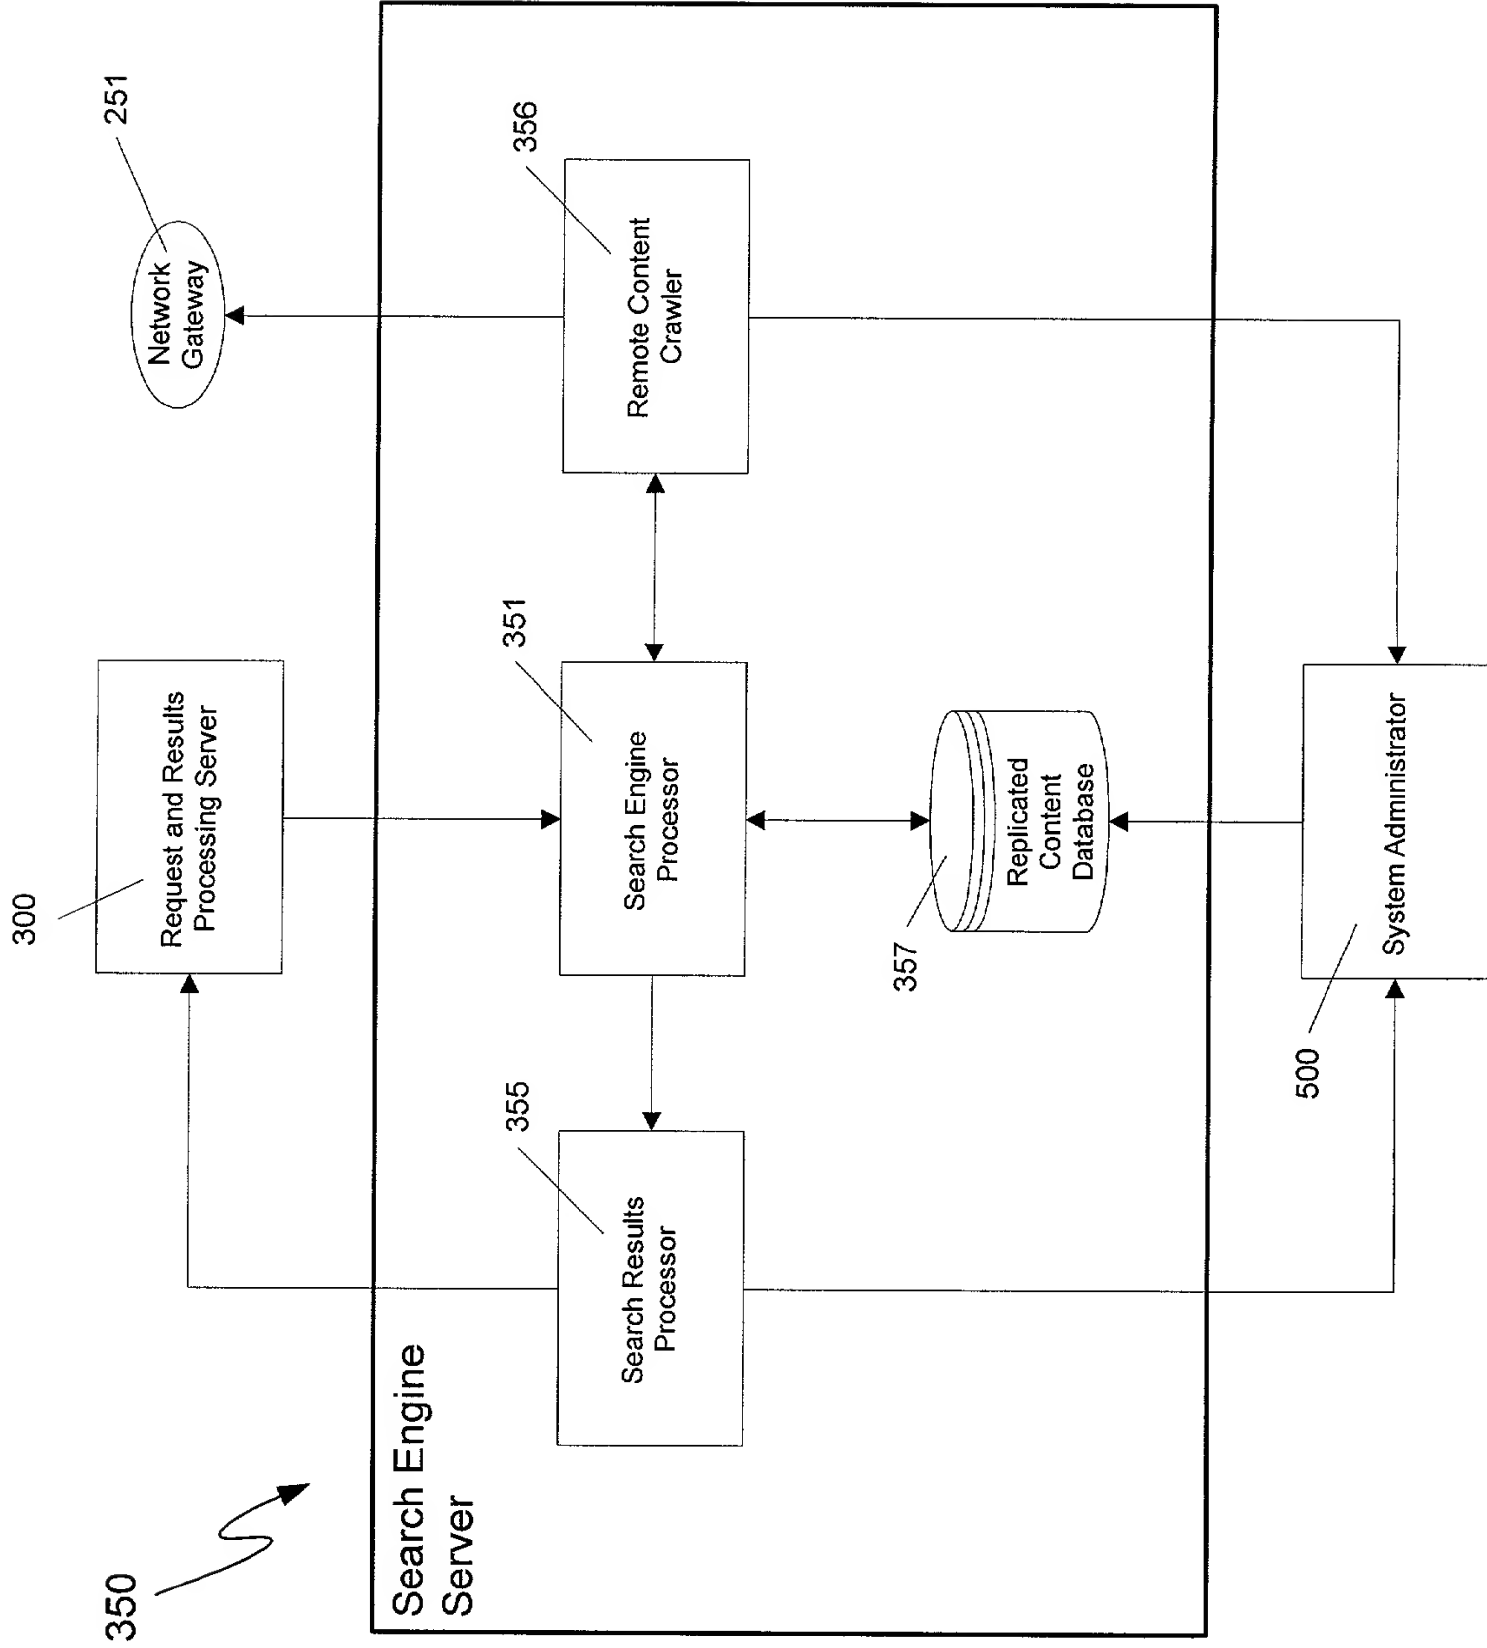 350
Search Engine
Server
300
Request and Results
Processing Server
251
Network
Gateway
355
Search Results
Processor
351
Search Engine
Processor
356
Remote Content
Crawler
357
Replicated
Content
Database
500
System Administrator